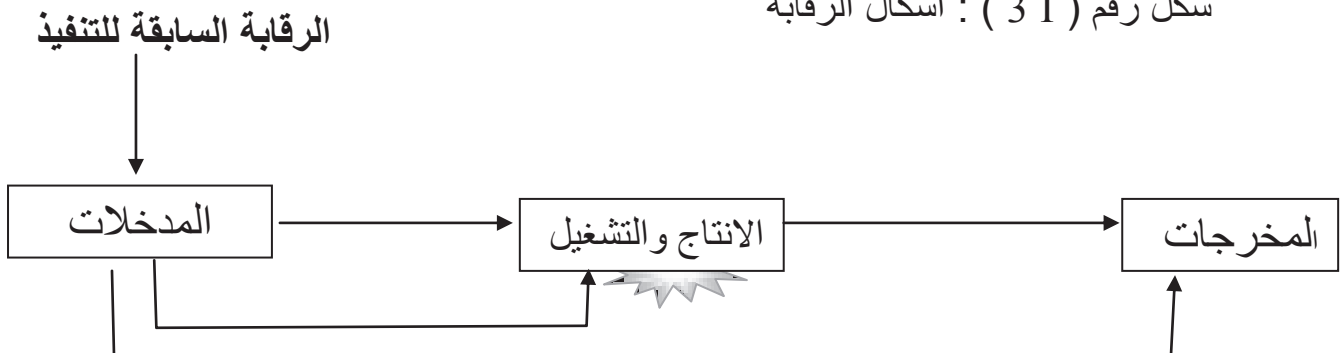 شكل رقم ( 3 1 ) : أشكال الرقابة
الرقابة السابقة للتنفيذ
المدخلات
الانتاج والتشغيل
المخرجات